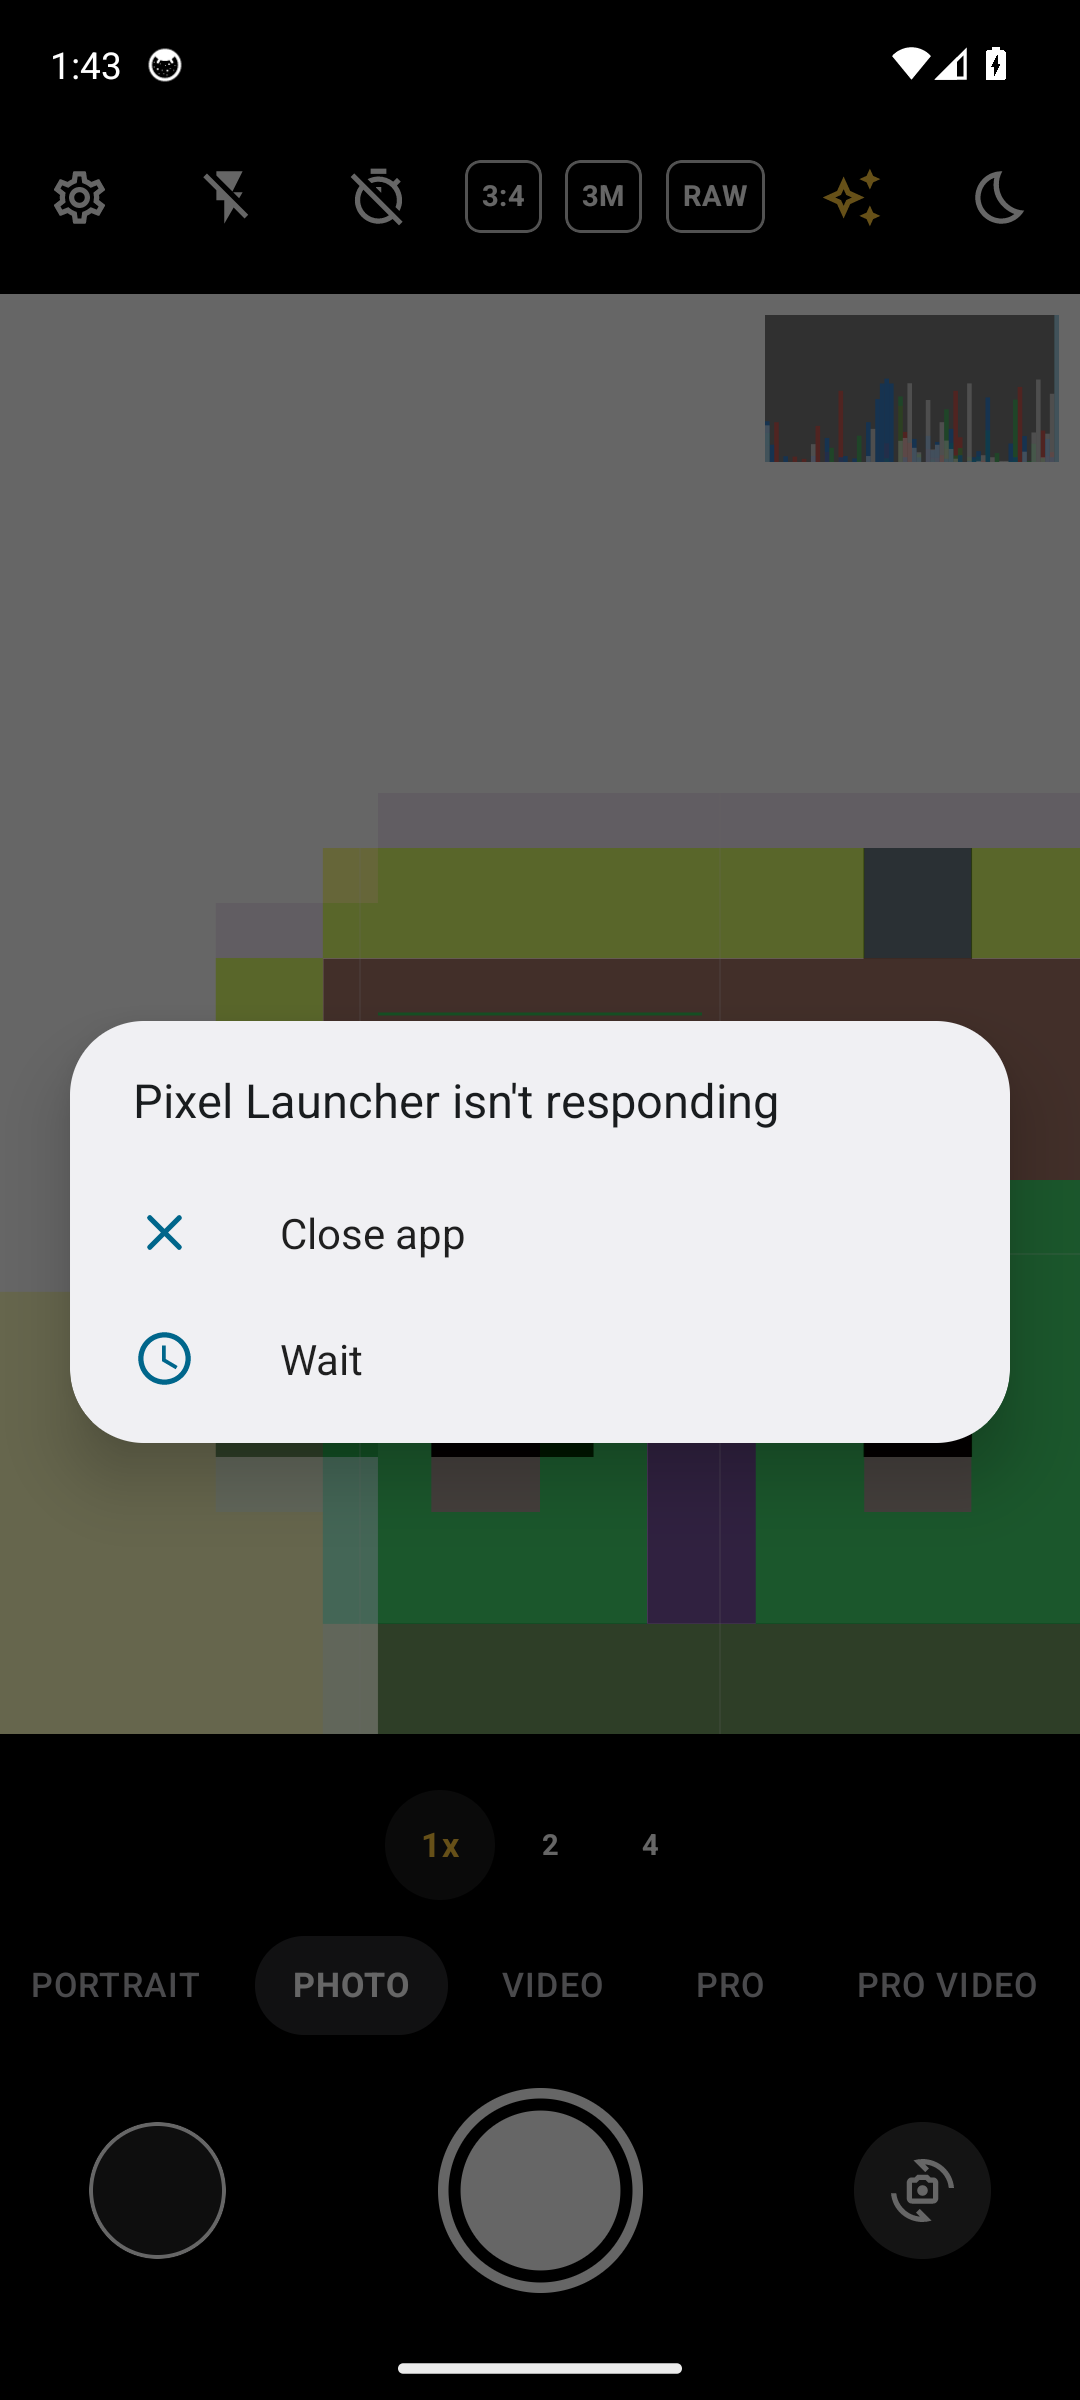 1:43
3:4 3M RAW
Pixel Launcher isn't responding
Close app
Wait
1x 2 4
PORTRAIT PHOTO VIDEO PRO PRO VIDEO